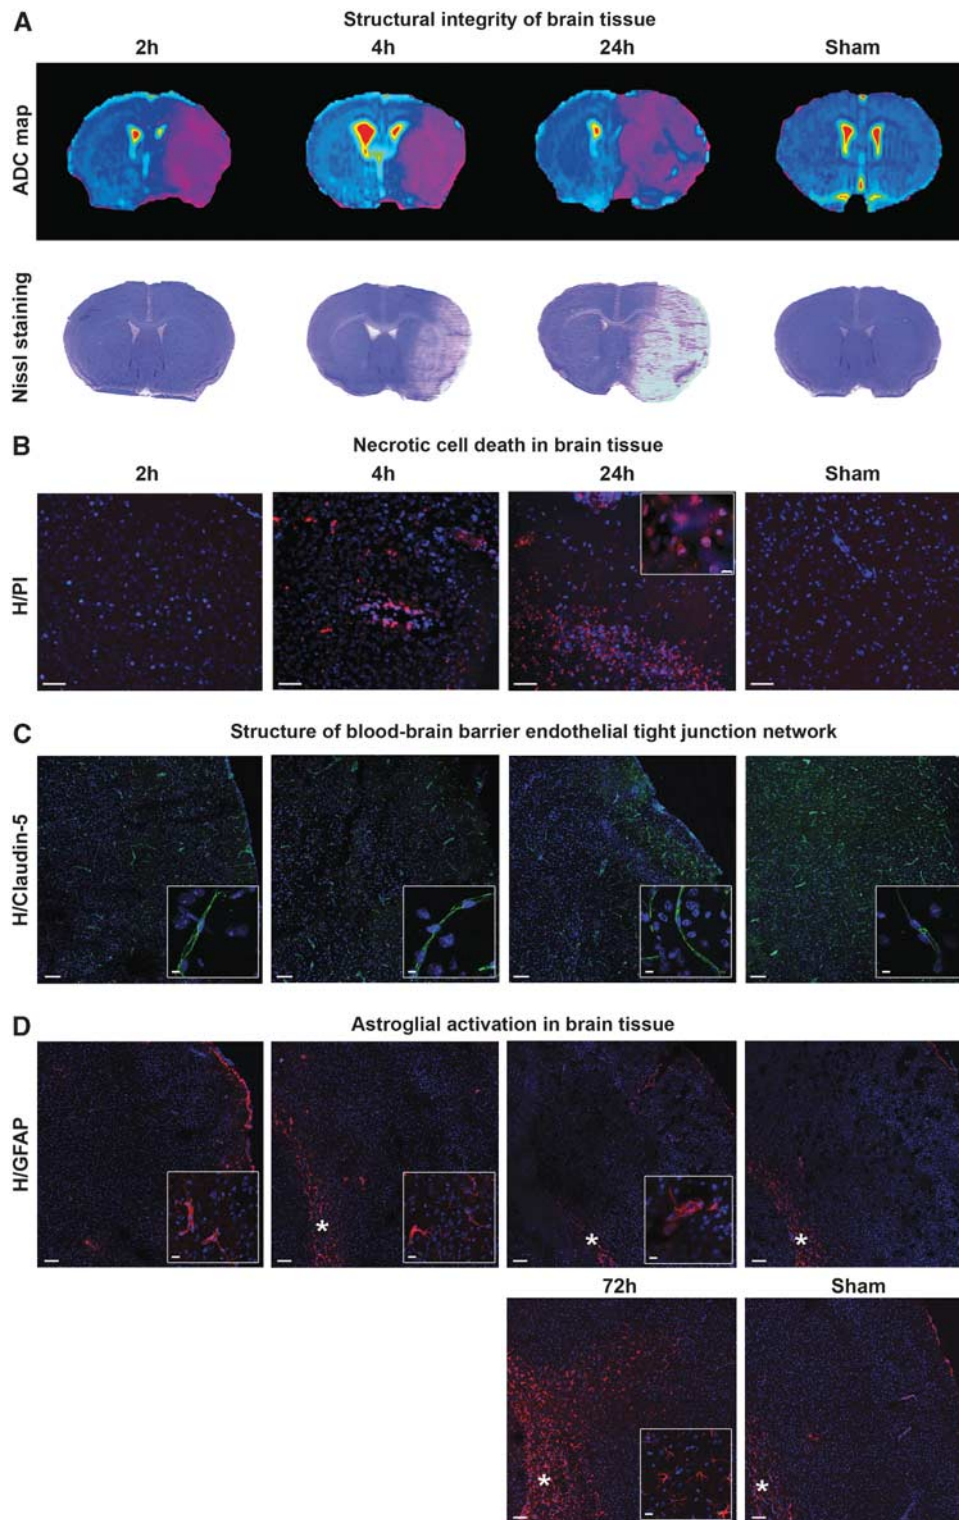 A
Structural integrity of brain tissue
2h 4h 24h Sham
ADC map
Nissl staining
B
Necrotic cell death in brain tissue
2h 4h 24h Sham
H/PI
C
Structure of blood-brain barrier endothelial tight junction network
H/Claudin-5
D
Astroglial activation in brain tissue
H/GFAP
*
*
*
72h Sham
*
*